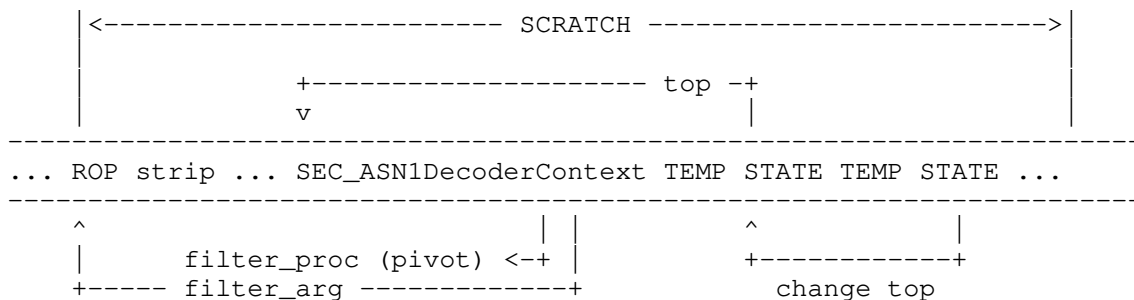 |<------------------------- SCRATCH ------------------------->|
|                                                             |
|             +--------------------- top -+                   |
|             v                           |                   |
-----------------------------------------------------------------------
... ROP strip ... SEC_ASN1DecoderContext TEMP STATE TEMP STATE ...
-----------------------------------------------------------------------
^                            | |          ^            |
|      filter_proc (pivot) <-+ |          +------------+
+----- filter_arg -------------+            change top